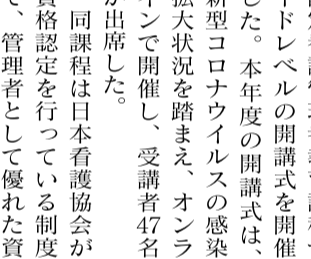 ドレベルの開講式を開催
した。本年度の開講式は、
新型コロナウイルスの感染
拡大状況を踏まえ、オンラ
インで開催し、受講者47名
が出席した。
同課程は日本看護協会が
資格認定を行っている制度
で、管理者として優れた資